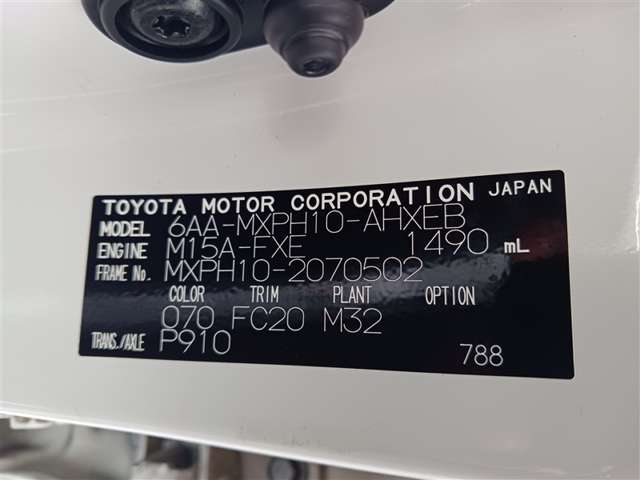 TOYOTA MOTOR CORPORATION JAPAN
MODEL 6AA-MXPH10-AHXEB
ENGINE M15A-FXE 1490 mL
FRAME No. MXPH10-2070502
COLOR TRIM PLANT OPTION
070 FC20 M32
TRANS./AXLE P910
788